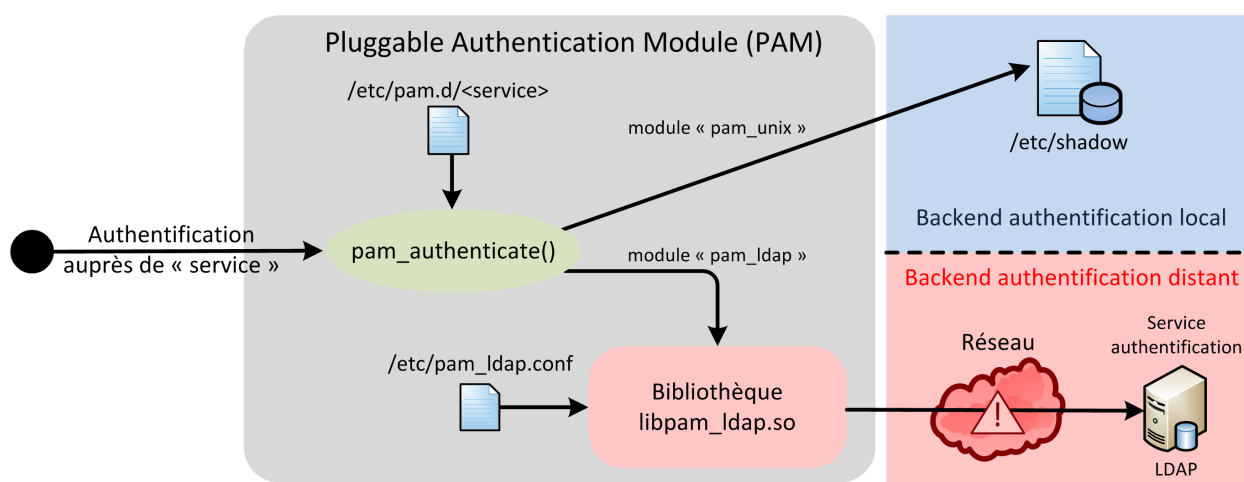 Pluggable Authentication Module (PAM)
/etc/pam.d/<service>
module « pam_unix »
/etc/shadow
Backend authentification local
Authentification
auprès de « service »
pam_authenticate()
module « pam_ldap »
Backend authentification distant
/etc/pam_ldap.conf
Bibliothèque
libpam_ldap.so
Réseau
Service
authentification
LDAP